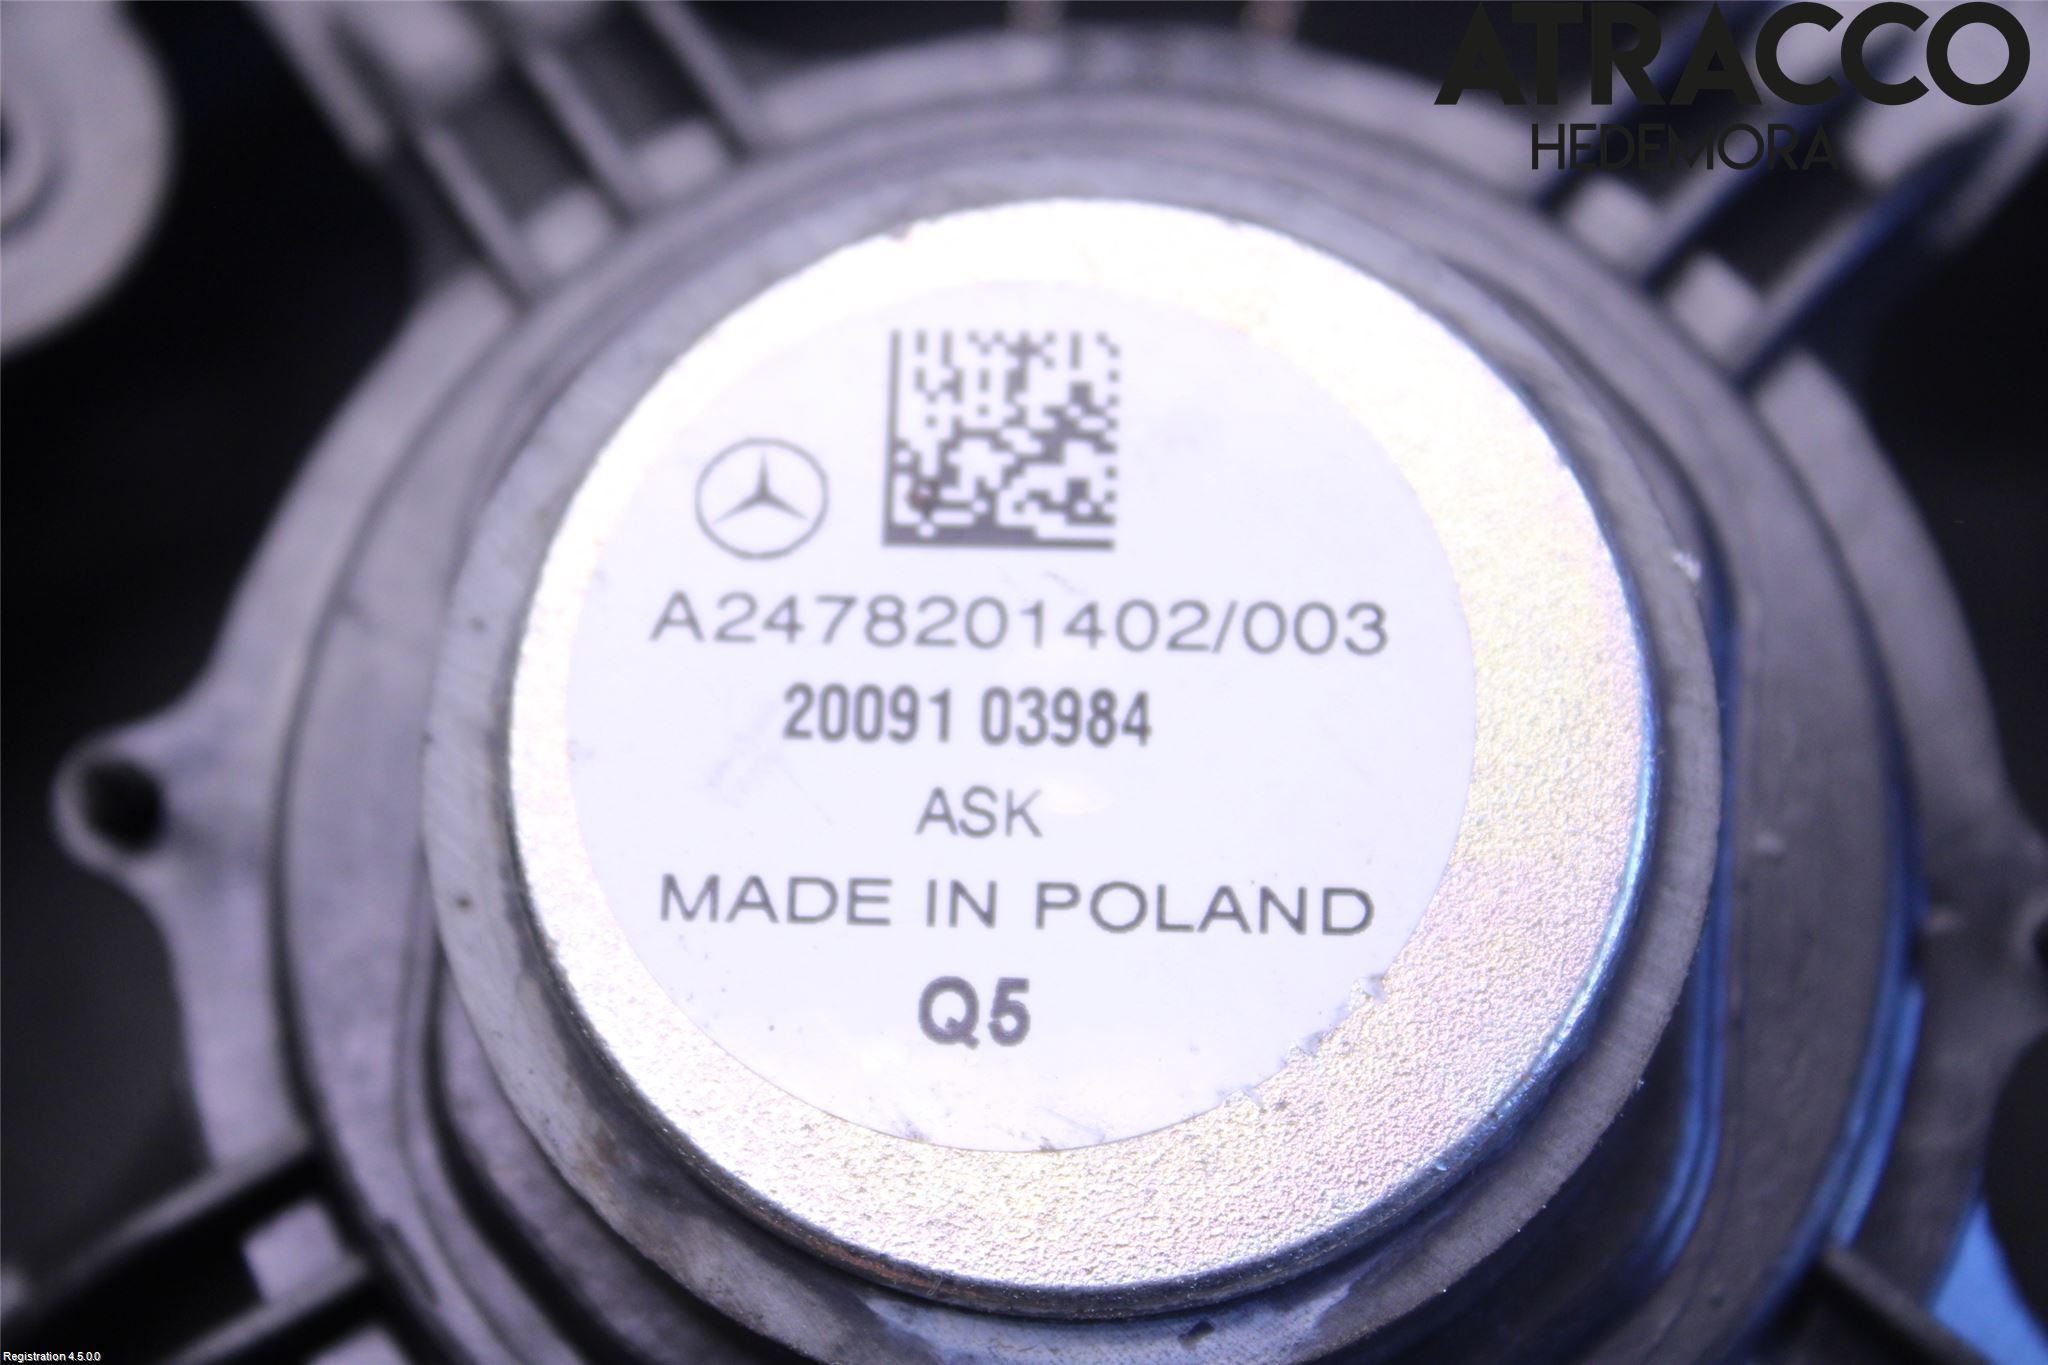 ATRACCO
HEDEMORA
A2478201402/003
20091 03984
ASK
MADE IN POLAND
Q5
Registration 4.5.0.0